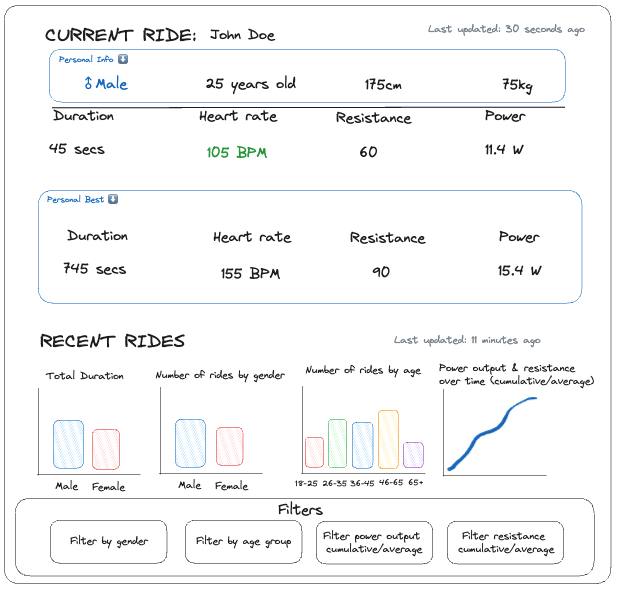 CURRENT RIDE: John Doe
Last updated: 30 seconds ago
Personal Info ⬇️
♂ Male 25 years old 175cm 75kg
Duration Heart rate Resistance Power
45 secs 105 BPM 60 11.4 W
Personal Best ⬇️
Duration Heart rate Resistance Power
745 secs 155 BPM 90 15.4 W
RECENT RIDES
Last updated: 11 minutes ago
Total Duration
Male Female
Number of rides by gender
Male Female
Number of rides by age
18-25 26-35 36-45 46-65 65+
Power output & resistance
over time (cumulative/average)
Filters
Filter by gender
Filter by age group
Filter power output
cumulative/average
Filter resistance
cumulative/average